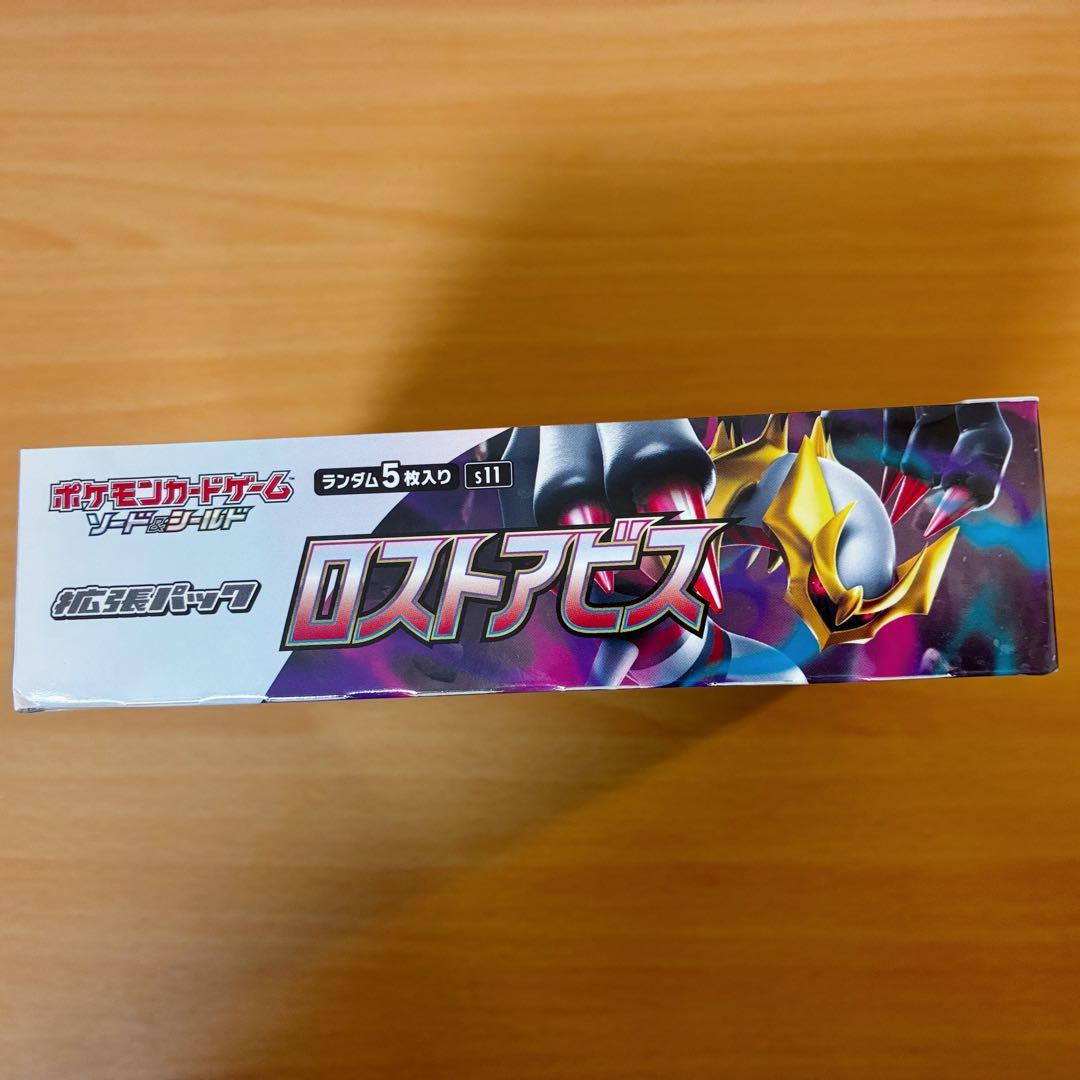 ポケモンカードゲーム
ソード&シールド
ランダム5枚入り s11
拡張パック
ロストアビス